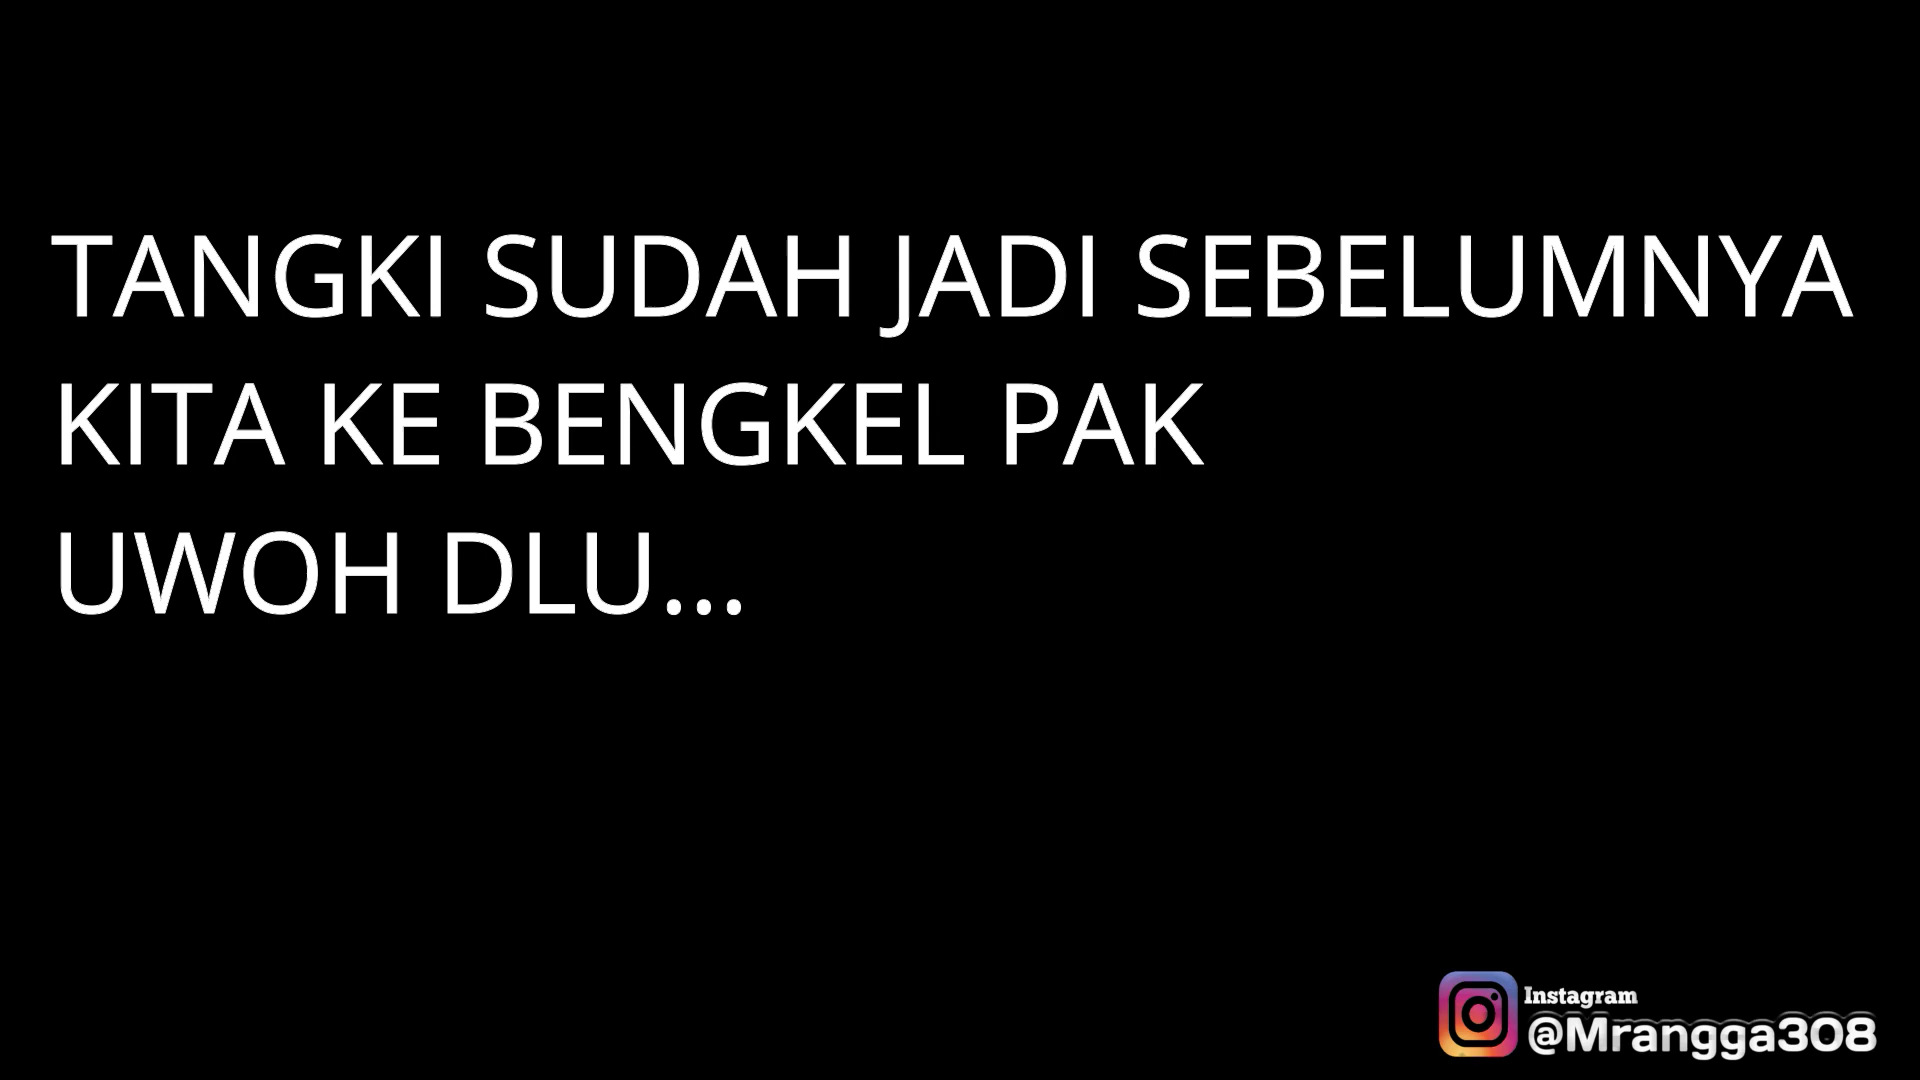 TANGKI SUDAH JADI SEBELUMNYA
KITA KE BENGKEL PAK
UWOH DLU...
Instagram
@Mrangga308